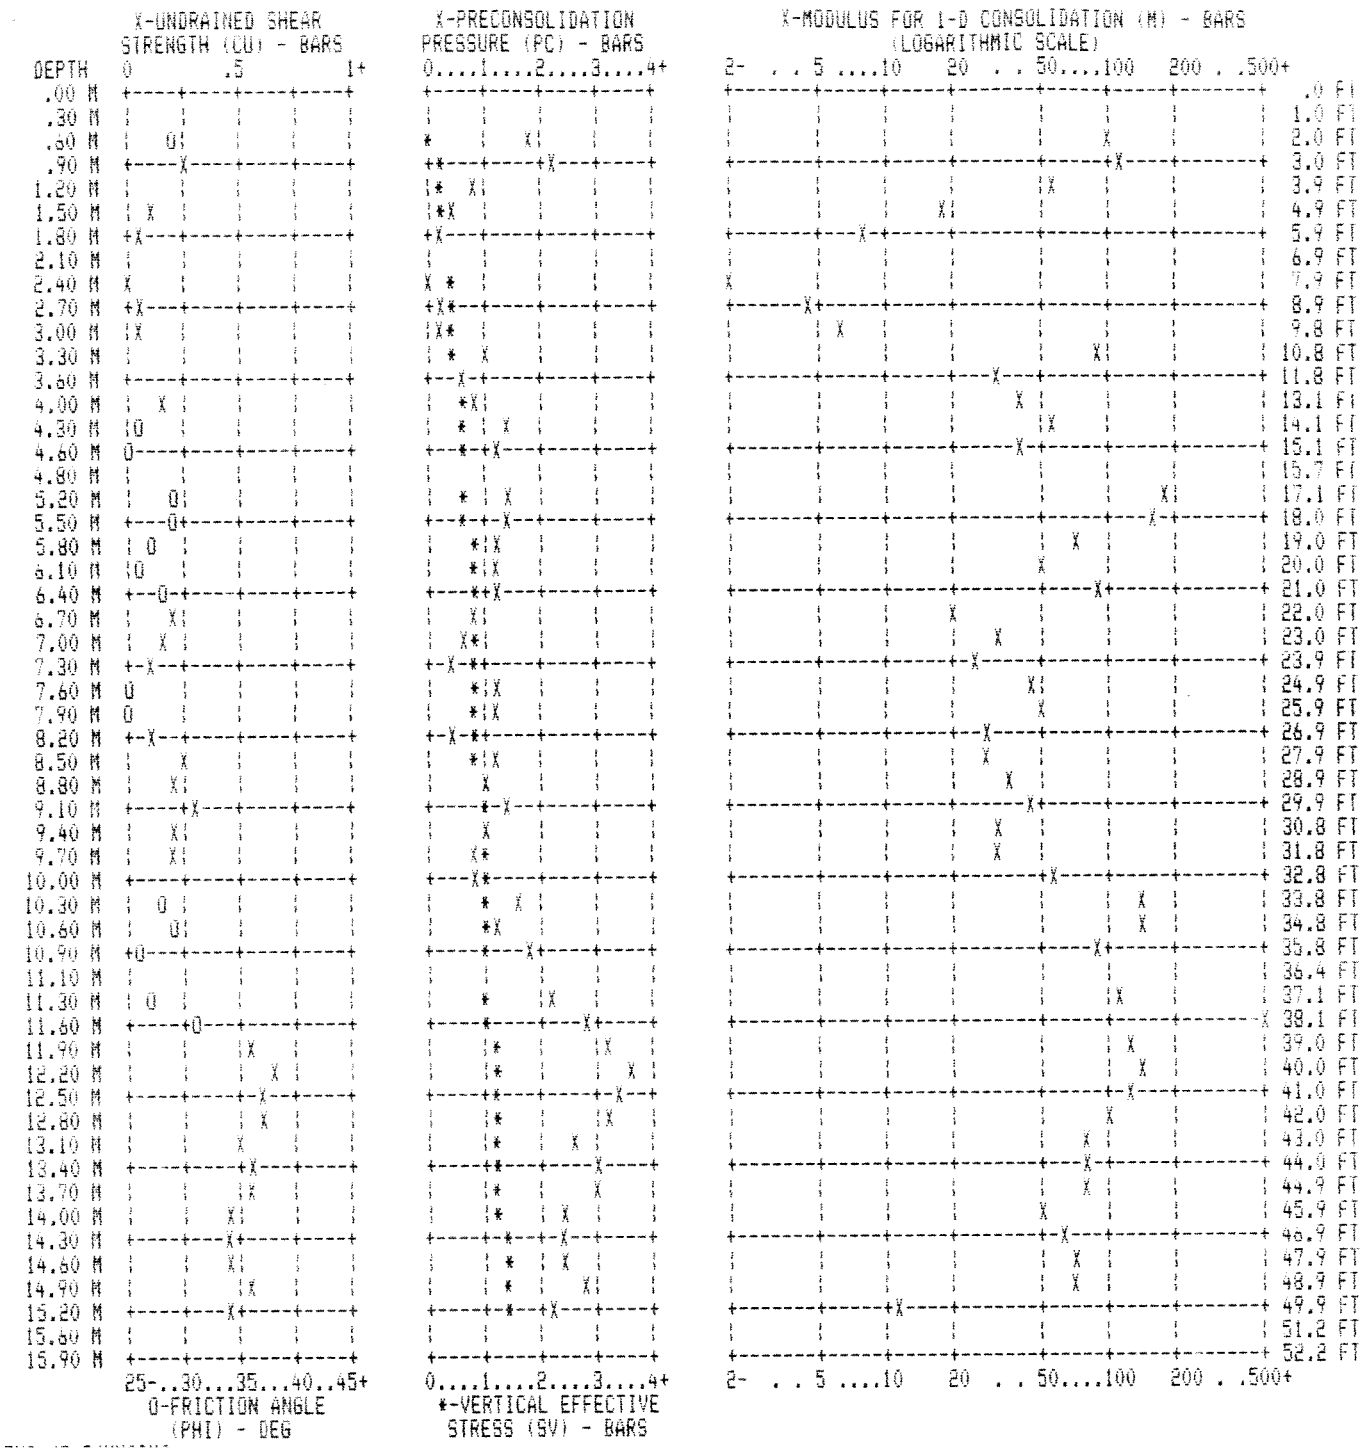 X-UNDRAINED SHEAR X-PRECONSOLIDATION X-MODULUS FOR 1-D CONSOLIDATION (M) - BARS
STRENGTH (CU) - BARS PRESSURE (PC) - BARS (LOGARITHMIC SCALE)
DEPTH 0 .5 1+ 0....1....2....3....4+ 2- . . 5 ....10 20 . . 50....100 200 . .500+
.00 M .0 FT
.30 M 1.0 FT
.60 M 2.0 FT
.90 M 3.0 FT
1.20 M 3.9 FT
1.50 M 4.9 FT
1.80 M 5.9 FT
2.10 M 6.9 FT
2.40 M 7.9 FT
2.70 M 8.9 FT
3.00 M 9.8 FT
3.30 M 10.8 FT
3.60 M 11.8 FT
4.00 M 13.1 FT
4.30 M 14.1 FT
4.60 M 15.1 FT
4.80 M 15.7 FT
5.20 M 17.1 FT
5.50 M 18.0 FT
5.80 M 19.0 FT
6.10 M 20.0 FT
6.40 M 21.0 FT
6.70 M 22.0 FT
7.00 M 23.0 FT
7.30 M 23.9 FT
7.60 M 24.9 FT
7.90 M 25.9 FT
8.20 M 26.9 FT
8.50 M 27.9 FT
8.80 M 28.9 FT
9.10 M 29.9 FT
9.40 M 30.8 FT
9.70 M 31.8 FT
10.00 M 32.8 FT
10.30 M 33.8 FT
10.60 M 34.8 FT
10.90 M 35.8 FT
11.10 M 36.4 FT
11.30 M 37.1 FT
11.60 M 38.1 FT
11.90 M 39.0 FT
12.20 M 40.0 FT
12.50 M 41.0 FT
12.80 M 42.0 FT
13.10 M 43.0 FT
13.40 M 44.0 FT
13.70 M 44.9 FT
14.00 M 45.9 FT
14.30 M 46.9 FT
14.60 M 47.9 FT
14.90 M 48.9 FT
15.20 M 49.9 FT
15.60 M 51.2 FT
15.90 M 52.2 FT
25-..30...35...40..45+ 0....1....2....3....4+ 2- . . 5 ....10 20 . . 50....100 200 . .500+
O-FRICTION ANGLE *-VERTICAL EFFECTIVE
(PHI) - DEG STRESS (SV) - BARS